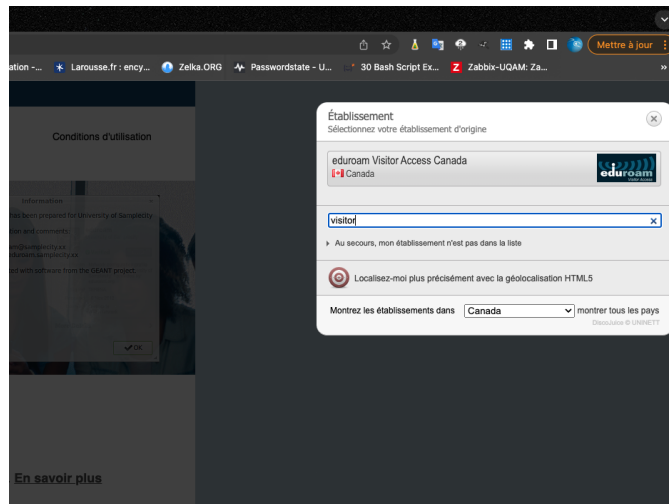 Mettre à jour
ation -...
Larousse.fr : ency...
Zelka.ORG
Passwordstate - U...
30 Bash Script Ex...
Zabbix-UQAM: Za...
»
Conditions d'utilisation
Information
has been prepared for University of SampleCity
tion and comments:
am@samplecity.xx
eduroam.samplecity.xx
ed with software from the GEANT project.
OK
En savoir plus
Établissement
Sélectionnez votre établissement d'origine
eduroam Visitor Access Canada
Canada
eduroam
Visitor Access
visitor
Au secours, mon établissement n'est pas dans la liste
Localisez-moi plus précisément avec la géolocalisation HTML5
Montrez les établissements dans Canada montrer tous les pays
DiscoJuice © UNINETT